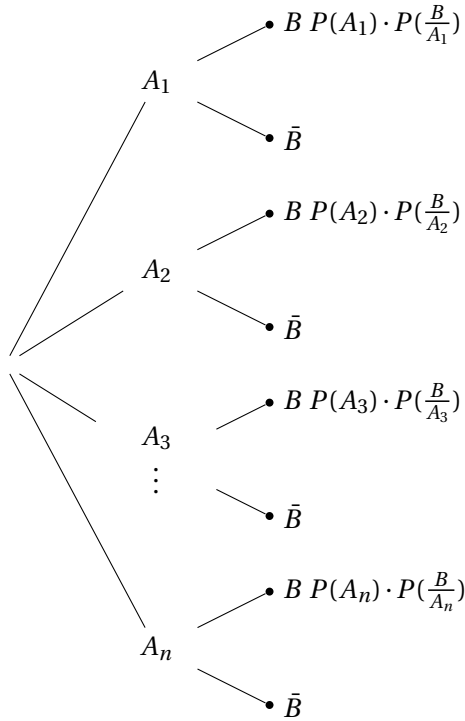 B P(A₁) · P(B/A₁)
A₁
B̄
B P(A₂) · P(B/A₂)
A₂
B̄
B P(A₃) · P(B/A₃)
A₃
⋮
B̄
B P(Aₙ) · P(B/Aₙ)
Aₙ
B̄